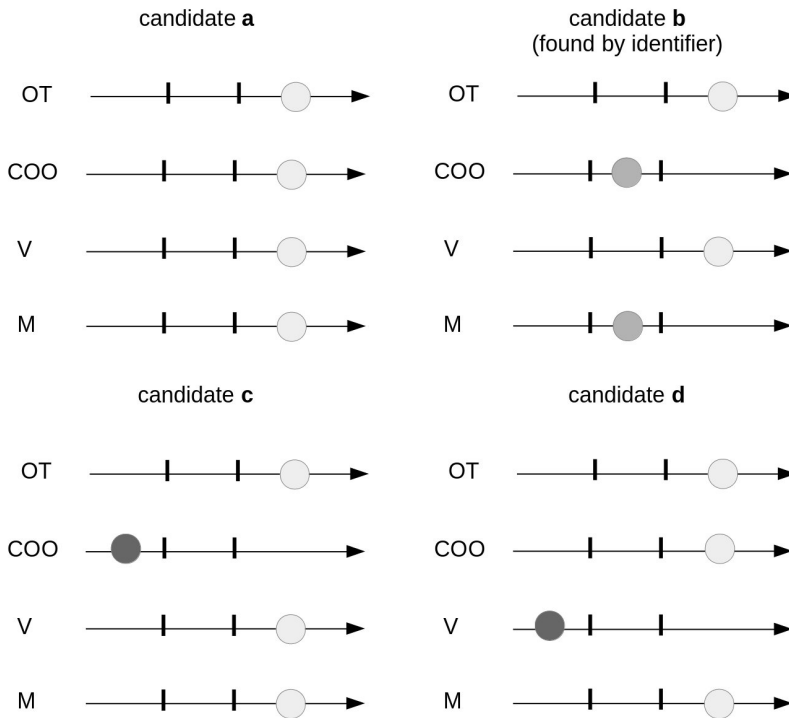 candidate a
OT
COO
V
M
candidate b
(found by identifier)
OT
COO
V
M
candidate c
OT
COO
V
M
candidate d
OT
COO
V
M